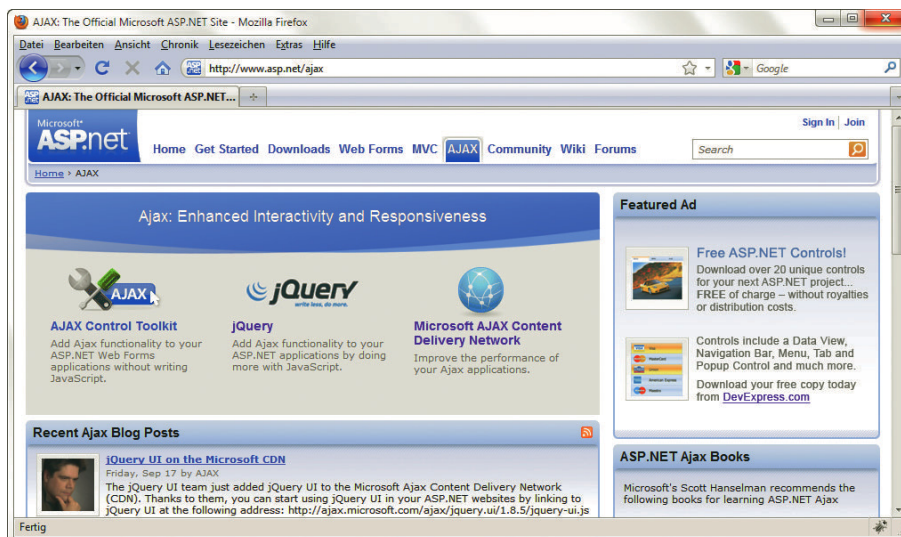 AJAX: The Official Microsoft ASP.NET Site - Mozilla Firefox
Datei Bearbeiten Ansicht Chronik Lesezeichen Extras Hilfe
http://www.asp.net/ajax
Google
AJAX: The Official Microsoft ASP.NET...
Sign In Join
Microsoft
ASP.net
Home Get Started Downloads Web Forms MVC AJAX Community Wiki Forums
Search
Home › AJAX
Ajax: Enhanced Interactivity and Responsiveness
AJAX
AJAX Control Toolkit
Add Ajax functionality to your
ASP.NET Web Forms
applications without writing
JavaScript.
jQuery
write less, do more.
jQuery
Add Ajax functionality to your
ASP.NET applications by doing
more with JavaScript.
Microsoft AJAX Content
Delivery Network
Improve the performance of
your Ajax applications.
Recent Ajax Blog Posts
jQuery UI on the Microsoft CDN
Friday, Sep 17 by AJAX
The jQuery UI team just added jQuery UI to the Microsoft Ajax Content Delivery Network
(CDN). Thanks to them, you can start using jQuery UI in your ASP.NET websites by linking to
jQuery UI at the following address: http://ajax.microsoft.com/ajax/jquery.ui/1.8.5/jquery-ui.js
Featured Ad
Free ASP.NET Controls!
Download over 20 unique controls
for your next ASP.NET project...
FREE of charge – without royalties
or distribution costs.
Controls include a Data View,
Navigation Bar, Menu, Tab and
Popup Control and much more.
Download your free copy today
from DevExpress.com
ASP.NET Ajax Books
Microsoft's Scott Hanselman recommends the
following books for learning ASP.NET Ajax
Fertig